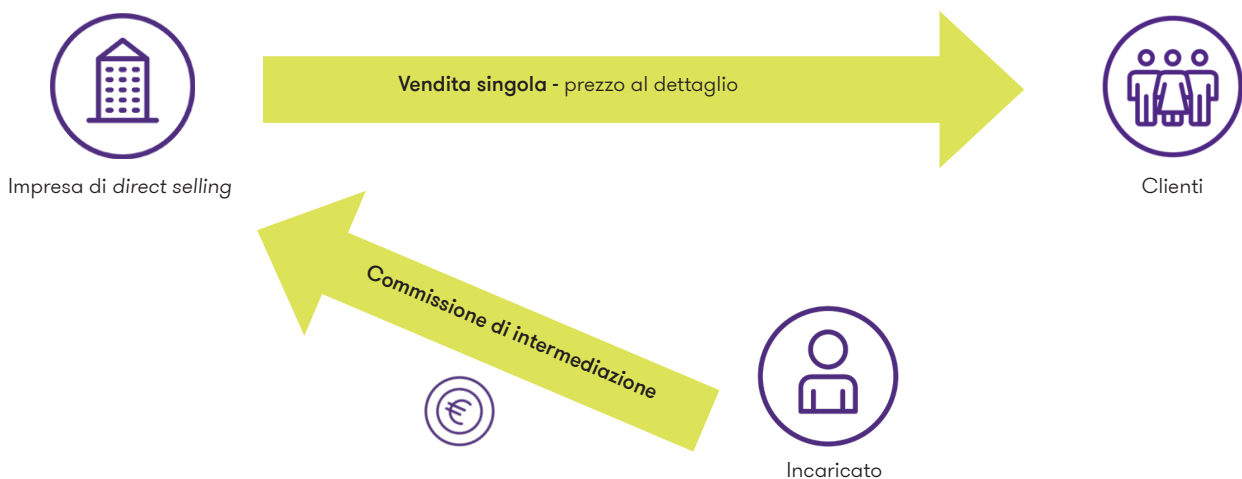 Vendita singola - prezzo al dettaglio
Impresa di direct selling
Clienti
Commissione di intermediazione
€
Incaricato